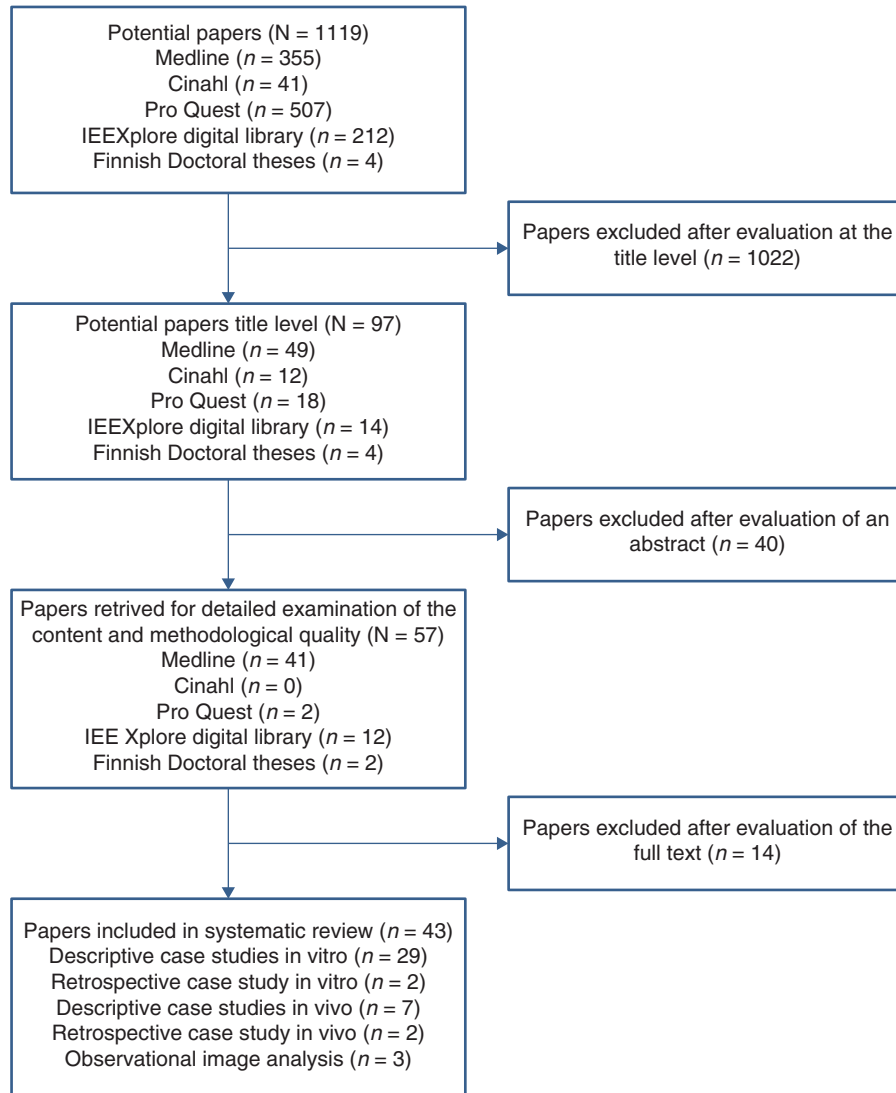 Potential papers (N = 1119)
Medline (n = 355)
Cinahl (n = 41)
Pro Quest (n = 507)
IEEXplore digital library (n = 212)
Finnish Doctoral theses (n = 4)
Papers excluded after evaluation at the
title level (n = 1022)
Potential papers title level (N = 97)
Medline (n = 49)
Cinahl (n = 12)
Pro Quest (n = 18)
IEEXplore digital library (n = 14)
Finnish Doctoral theses (n = 4)
Papers excluded after evaluation of an
abstract (n = 40)
Papers retrived for detailed examination of the
content and methodological quality (N = 57)
Medline (n = 41)
Cinahl (n = 0)
Pro Quest (n = 2)
IEE Xplore digital library (n = 12)
Finnish Doctoral theses (n = 2)
Papers excluded after evaluation of the
full text (n = 14)
Papers included in systematic review (n = 43)
Descriptive case studies in vitro (n = 29)
Retrospective case study in vitro (n = 2)
Descriptive case studies in vivo (n = 7)
Retrospective case study in vivo (n = 2)
Observational image analysis (n = 3)